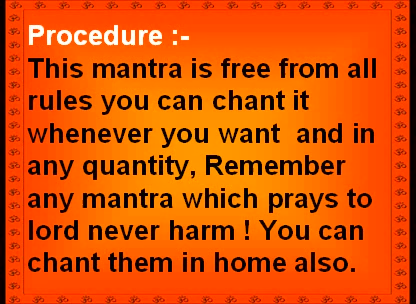 Procedure :-
This mantra is free from all
rules you can chant it
whenever you want  and in
any quantity, Remember
any mantra which prays to
lord never harm ! You can
chant them in home also.